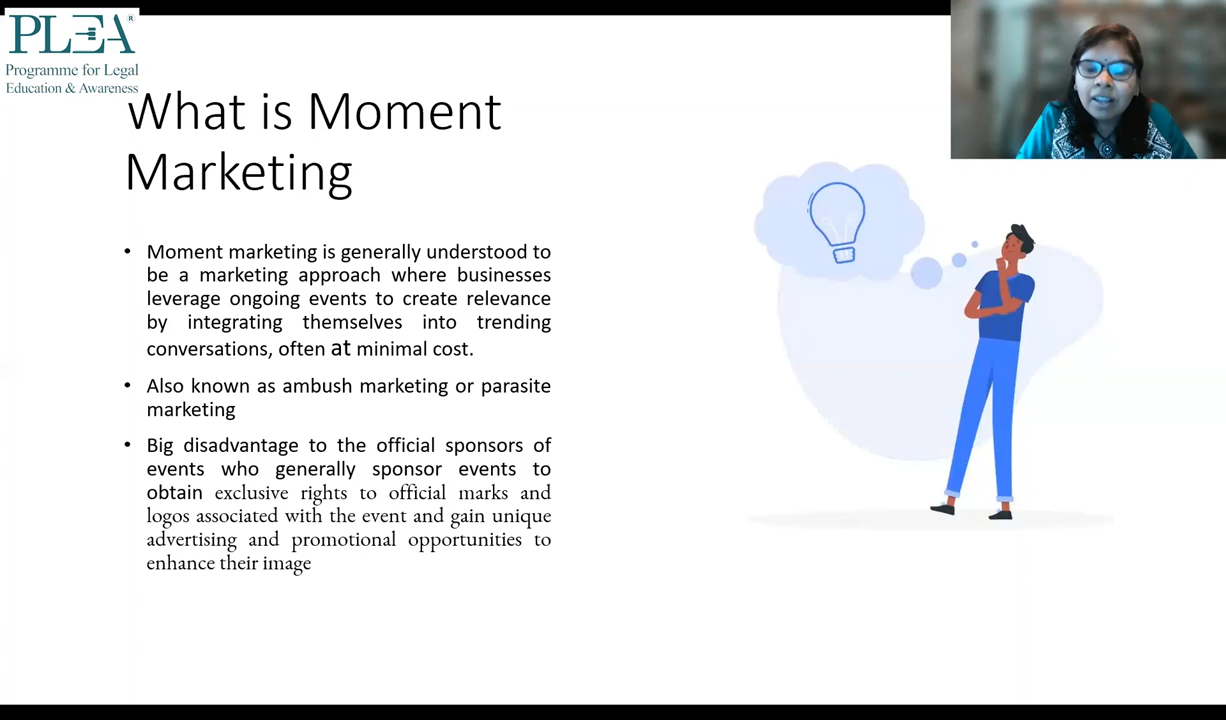 PLEA®
Programme for Legal
Education & Awareness
What is Moment
Marketing
• Moment marketing is generally understood to
be a marketing approach where businesses
leverage ongoing events to create relevance
by integrating themselves into trending
conversations, often at minimal cost.
• Also known as ambush marketing or parasite
marketing
• Big disadvantage to the official sponsors of
events who generally sponsor events to
obtain exclusive rights to official marks and
logos associated with the event and gain unique
advertising and promotional opportunities to
enhance their image